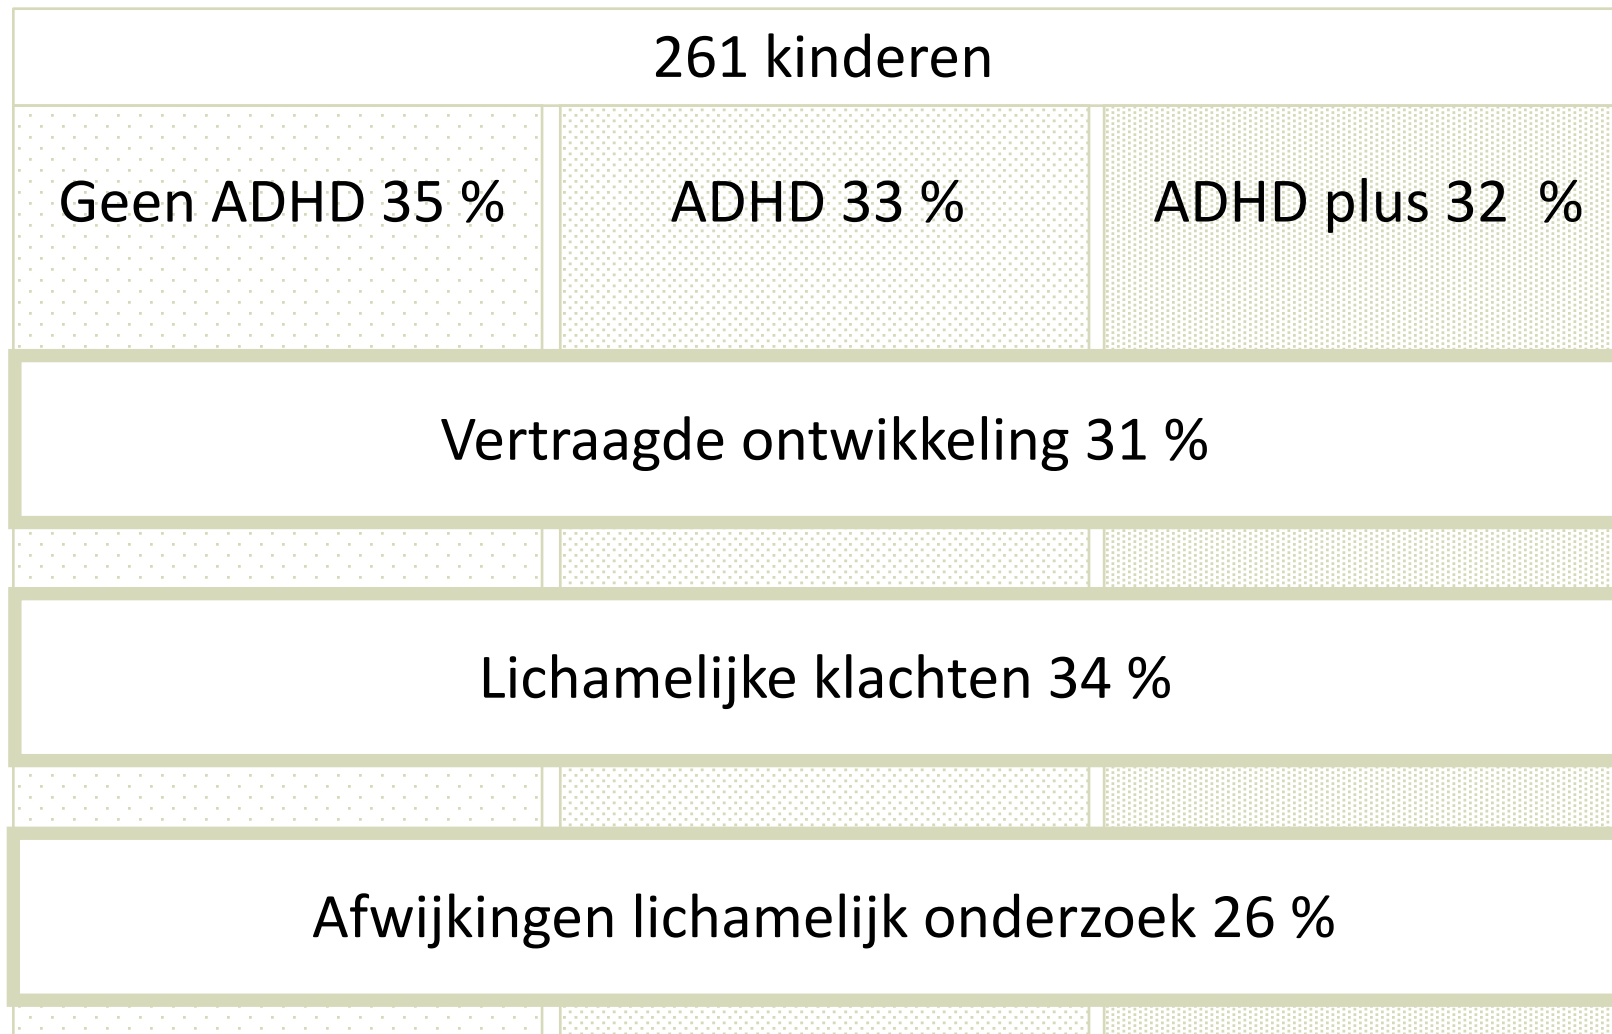 261 kinderen
Geen ADHD 35 %
ADHD 33 %
ADHD plus 32 %
Vertraagde ontwikkeling 31 %
Lichamelijke klachten 34 %
Afwijkingen lichamelijk onderzoek 26 %